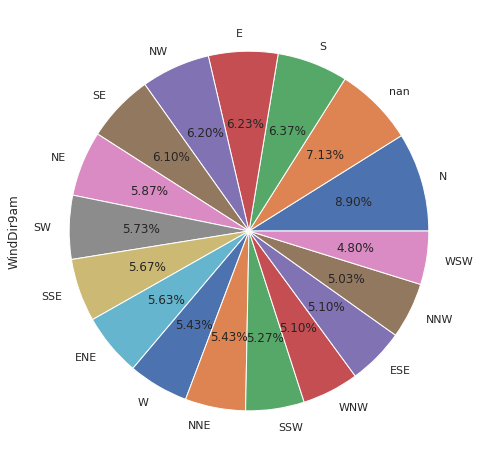 WindDir9am
N
8.90%
nan
7.13%
S
6.37%
E
6.23%
NW
6.20%
SE
6.10%
NE
5.87%
SW
5.73%
SSE
5.67%
ENE
5.63%
W
5.43%
NNE
5.43%
SSW
5.27%
WNW
5.10%
ESE
5.10%
NNW
5.03%
WSW
4.80%